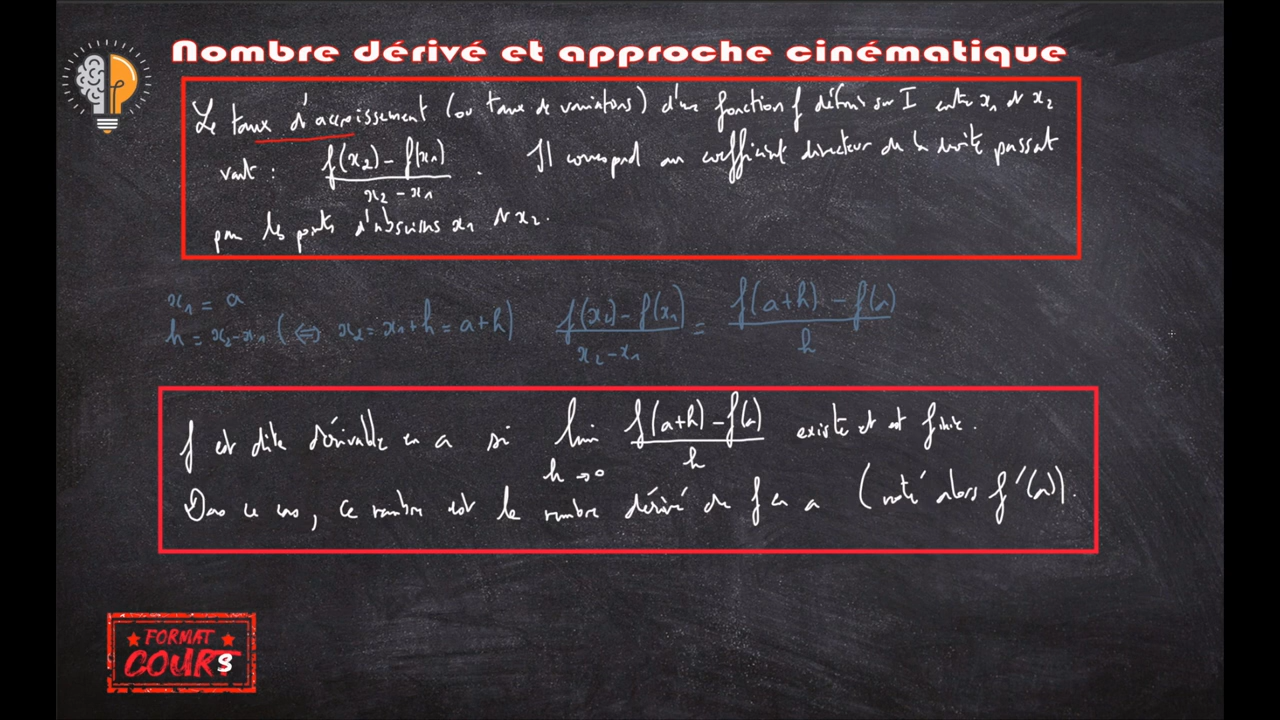 Nombre dérivé et approche cinématique
Le taux d'accroissement (ou taux de variations) d'une fonction f définie sur I entre x₁ et x₂
vaut : (f(x₂) - f(x₁)) / (x₂ - x₁) . Il correspond au coefficient directeur de la droite passant
par les points d'abscisses x₁ et x₂.
x₁ = a
h = x₂ - x₁ (⇔ x₂ = x₁ + h = a + h) (f(x₂) - f(x₁)) / (x₂ - x₁) = (f(a+h) - f(a)) / h
f est dite dérivable en a si lim h→0 (f(a+h) - f(a)) / h existe et est finie.
Dans ce cas, ce nombre est le nombre dérivé de f en a (noté alors f'(a)).
FORMAT
COURTS